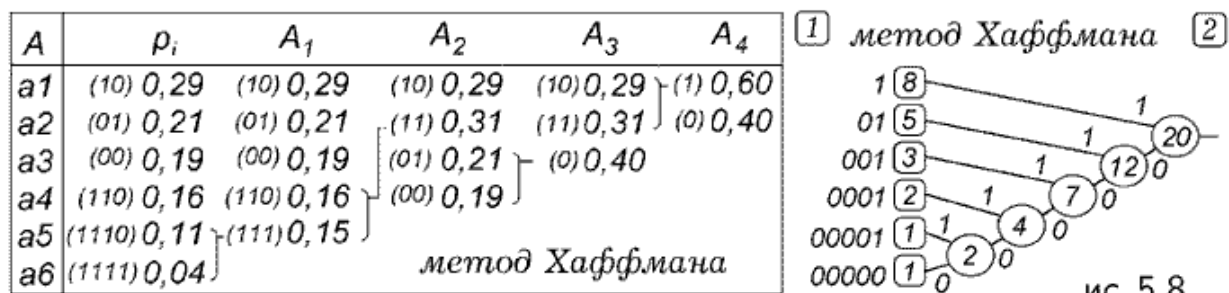 A pᵢ A₁ A₂ A₃ A₄
a1 (10) 0,29 (10) 0,29 (10) 0,29 (10) 0,29 (1) 0,60
a2 (01) 0,21 (01) 0,21 (11) 0,31 (11) 0,31 (0) 0,40
a3 (00) 0,19 (00) 0,19 (01) 0,21 (0) 0,40
a4 (110) 0,16 (110) 0,16 (00) 0,19
a5 (1110) 0,11 (111) 0,15
a6 (1111) 0,04 метод Хаффмана
1 метод Хаффмана 2
1 8 1
01 5 1 20
001 3 1 12 0
0001 2 1 7 0
00001 1 1 4 0
00000 1 2 0
0
ис. 5.8